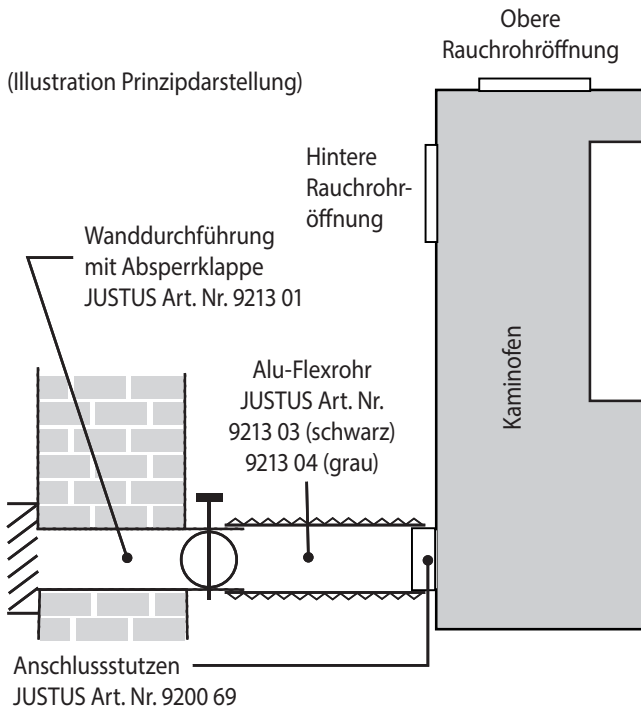 Obere
Rauchrohröffnung
(Illustration Prinzipdarstellung)
Hintere
Rauchrohr-
öffnung
Wanddurchführung
mit Absperrklappe
JUSTUS Art. Nr. 9213 01
Alu-Flexrohr
JUSTUS Art. Nr.
9213 03 (schwarz)
9213 04 (grau)
Kaminofen
Anschlussstutzen
JUSTUS Art. Nr. 9200 69